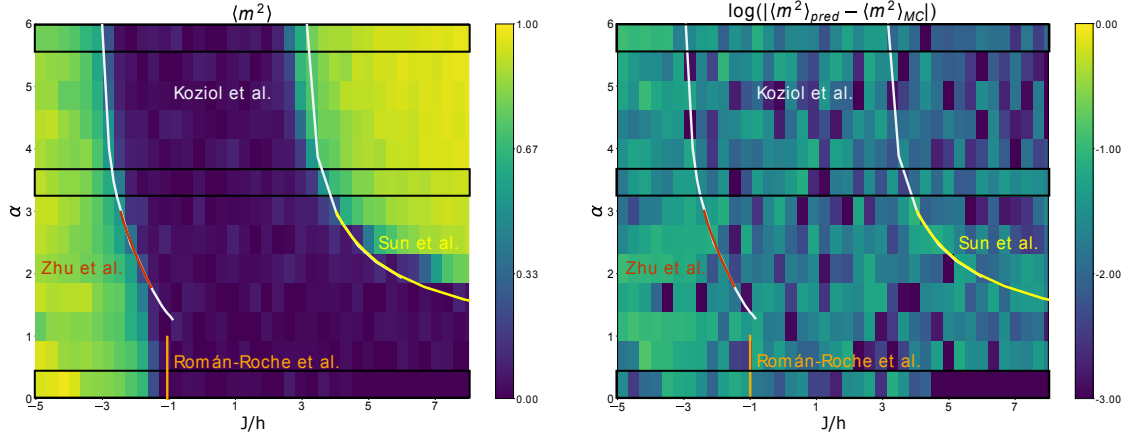 ⟨m²⟩
log(|⟨m²⟩pred − ⟨m²⟩MC|)
6
5
4
3
2
1
0
α
Koziol et al.
Sun et al.
Zhu et al.
Román-Roche et al.
−5 −3 −1 1 3 5 7
J/h
1.00
0.67
0.33
0.00
6
5
4
3
2
1
0
α
Koziol et al.
Sun et al.
Zhu et al.
Román-Roche et al.
−5 −3 −1 1 3 5 7
J/h
0.00
-1.00
-2.00
-3.00